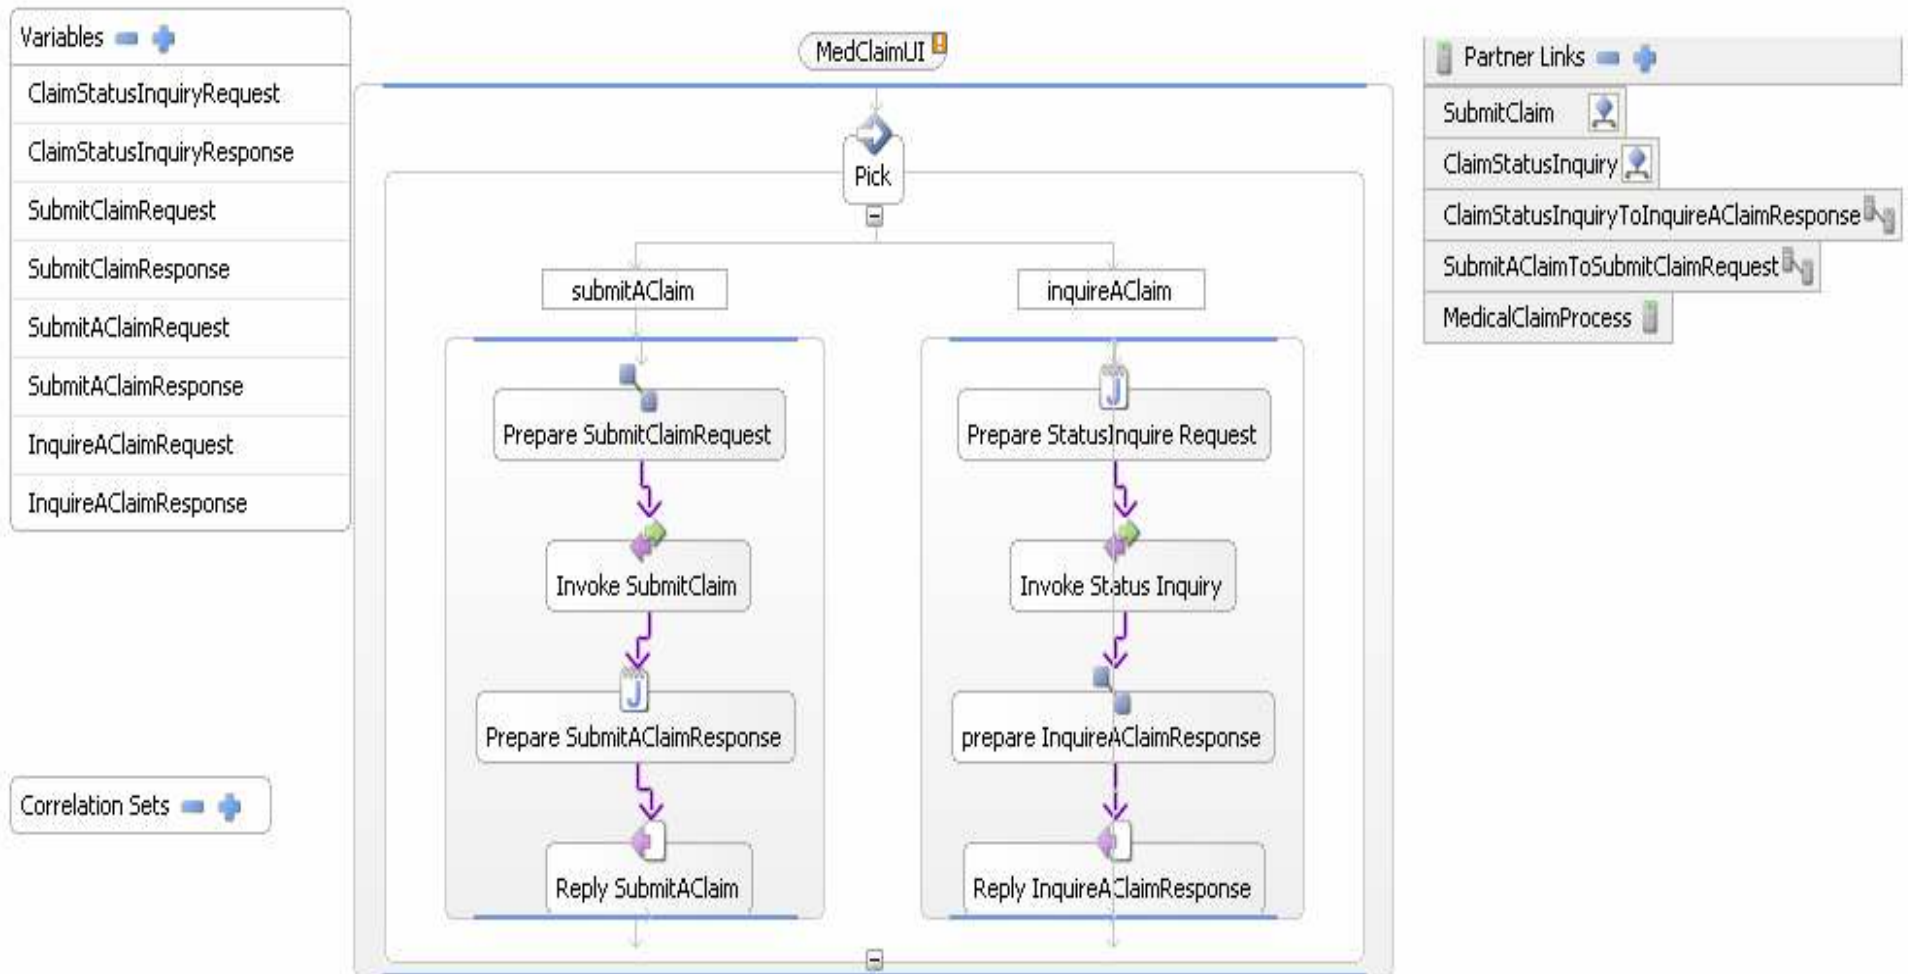 Variables
ClaimStatusInquiryRequest
ClaimStatusInquiryResponse
SubmitClaimRequest
SubmitClaimResponse
SubmitAClaimRequest
SubmitAClaimResponse
InquireAClaimRequest
InquireAClaimResponse
Correlation Sets
MedClaimUI
Pick
submitAClaim
Prepare SubmitClaimRequest
Invoke SubmitClaim
Prepare SubmitAClaimResponse
Reply SubmitAClaim
inquireAClaim
Prepare StatusInquire Request
Invoke Status Inquiry
prepare InquireAClaimResponse
Reply InquireAClaimResponse
Partner Links
SubmitClaim
ClaimStatusInquiry
ClaimStatusInquiryToInquireAClaimResponse
SubmitAClaimToSubmitClaimRequest
MedicalClaimProcess